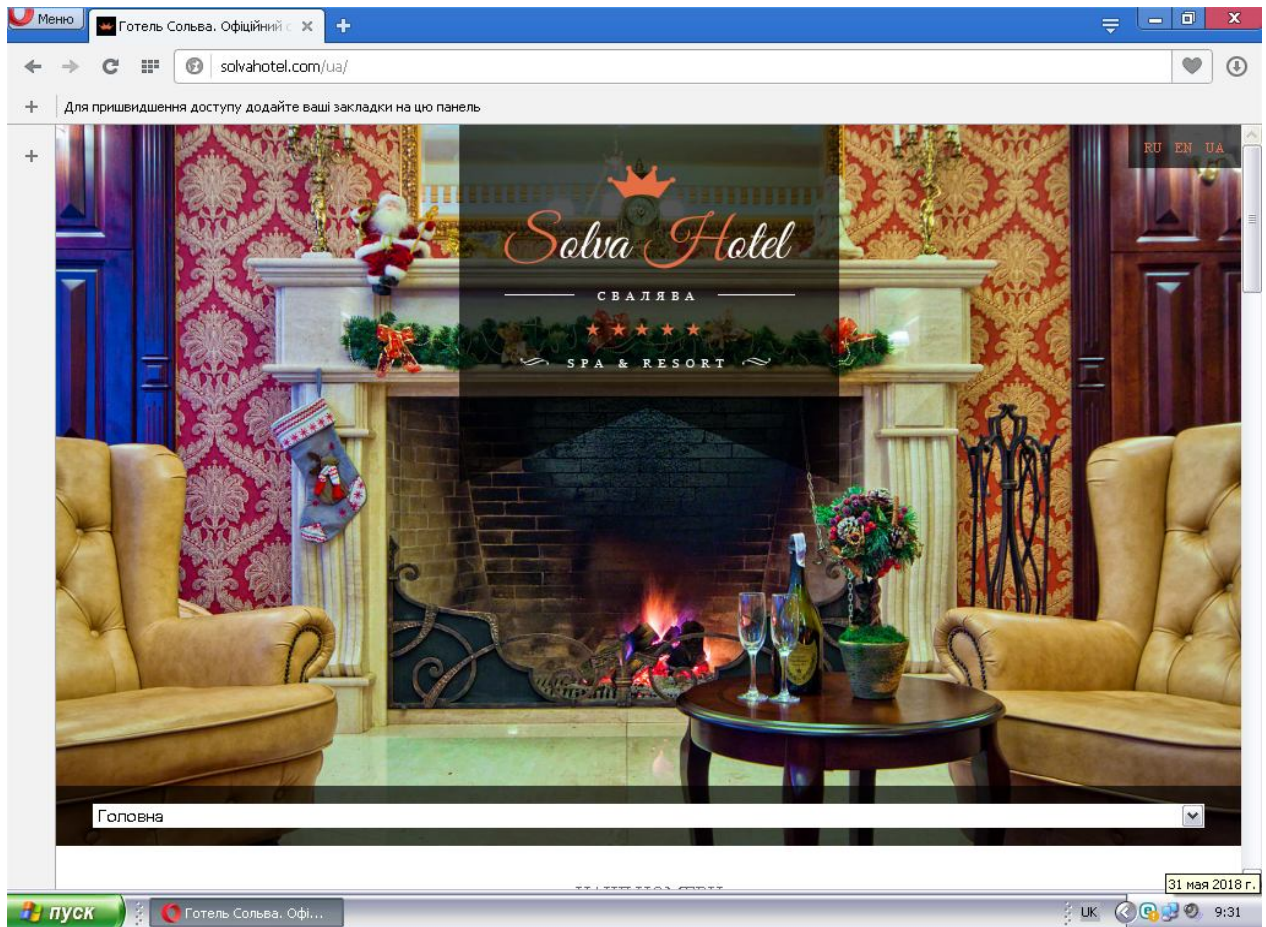 Меню
Готель Сольва. Офіційний с
solvahotel.com/ua/
Для пришвидшення доступу додайте ваші закладки на цю панель
RU EN UA
Solva Hotel
СВАЛЯВА
SPA & RESORT
Головна
31 мая 2018 г.
пуск
Готель Сольва. Офі...
UK
9:31